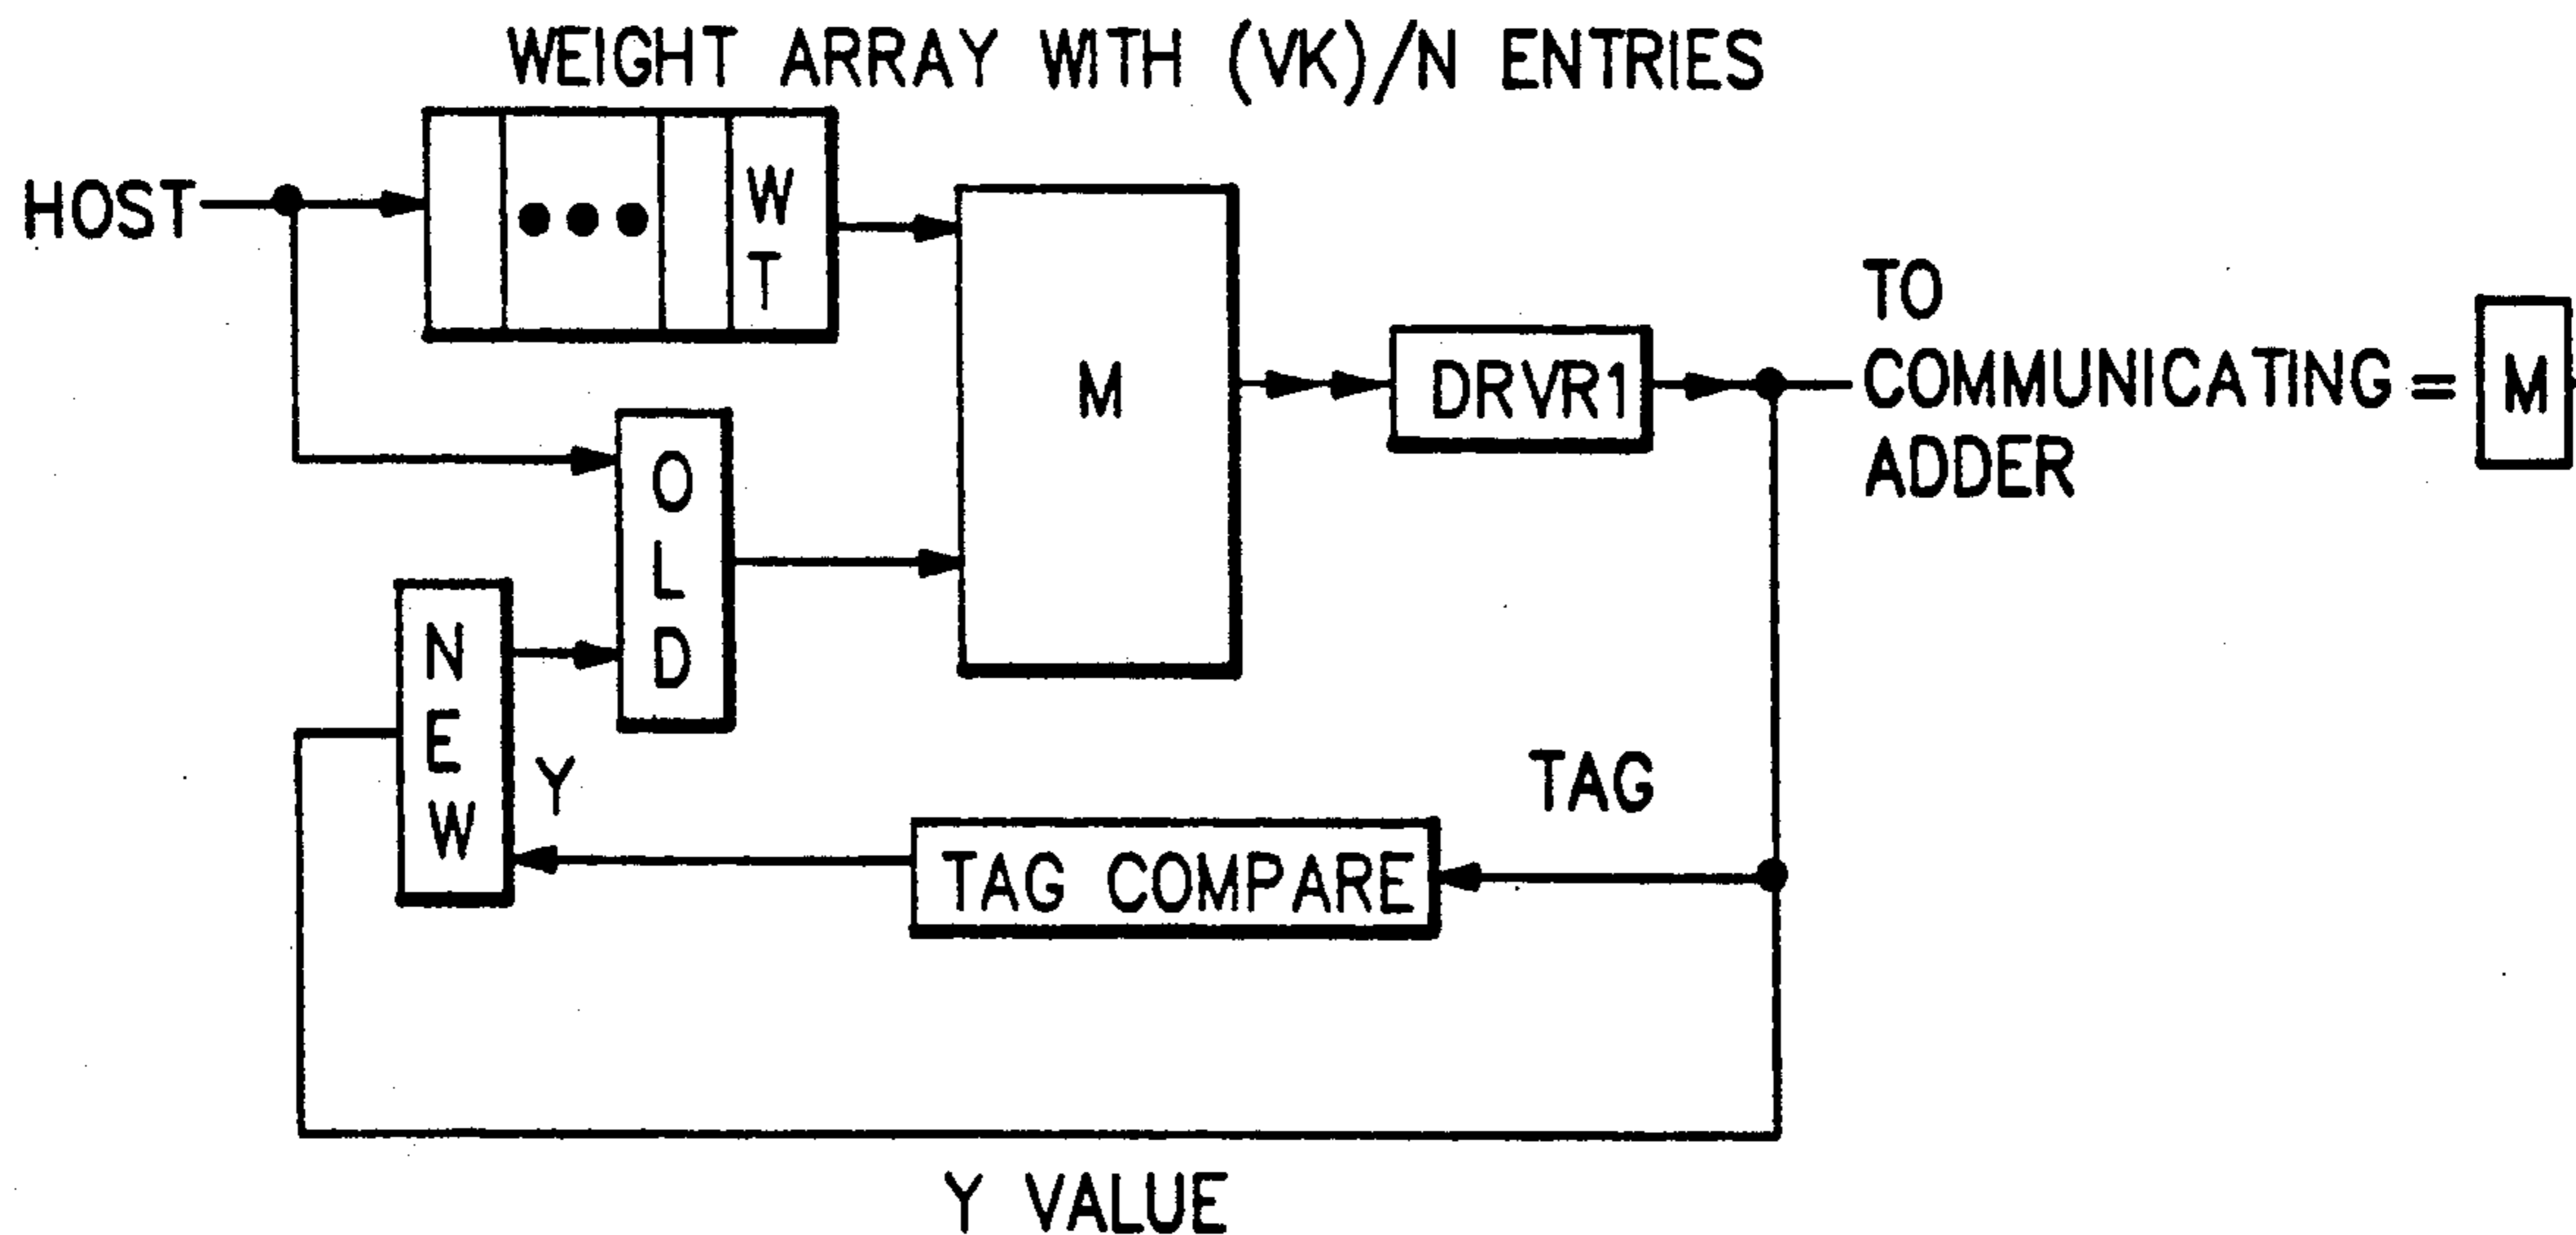 WEIGHT ARRAY WITH (VK)/N ENTRIES
HOST
W
T
M
TO
COMMUNICATING = M
ADDER
DRVR1
O
L
D
N
E
W
Y
TAG
TAG COMPARE
Y VALUE